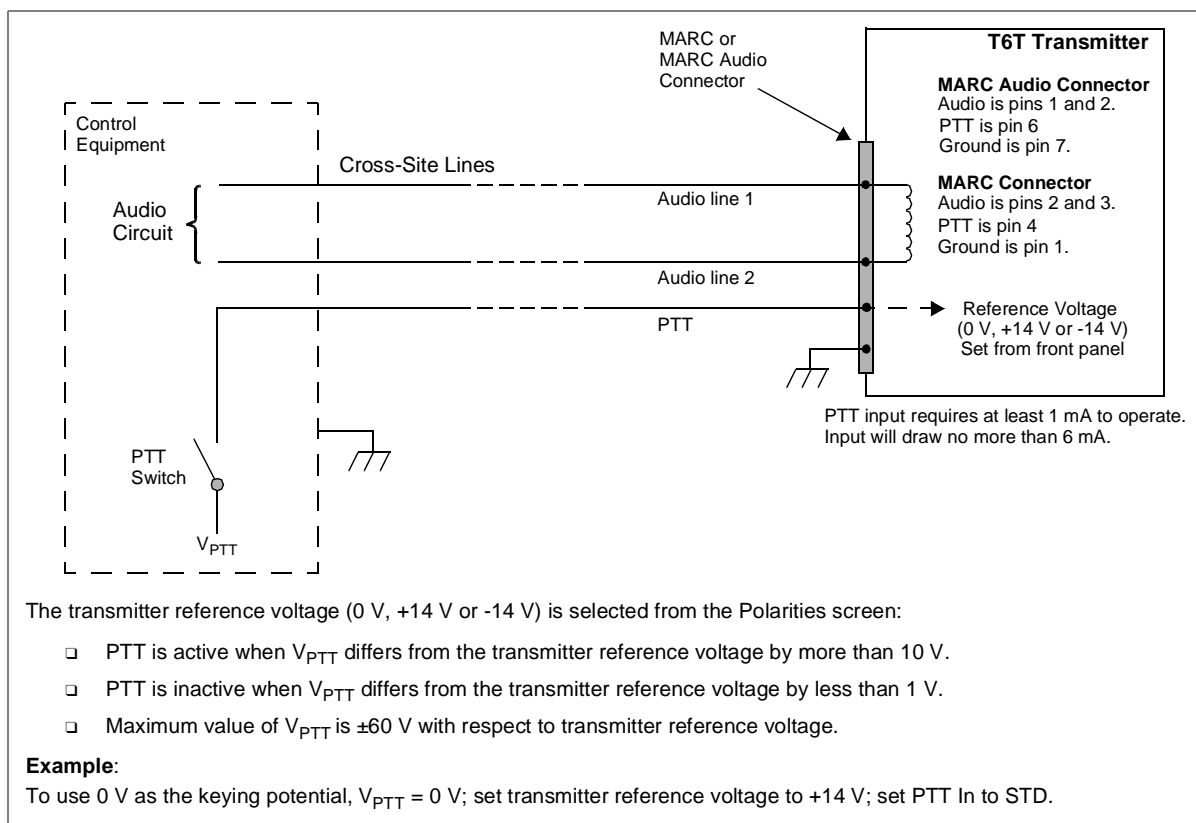 MARC or
MARC Audio
Connector
T6T Transmitter
MARC Audio Connector
Audio is pins 1 and 2.
PTT is pin 6
Ground is pin 7.
MARC Connector
Audio is pins 2 and 3.
PTT is pin 4
Ground is pin 1.
Control
Equipment
Cross-Site Lines
Audio
Circuit
Audio line 1
Audio line 2
PTT
Reference Voltage
(0 V, +14 V or -14 V)
Set from front panel
PTT input requires at least 1 mA to operate.
Input will draw no more than 6 mA.
PTT
Switch
VPTT
The transmitter reference voltage (0 V, +14 V or -14 V) is selected from the Polarities screen:
❑ PTT is active when VPTT differs from the transmitter reference voltage by more than 10 V.
❑ PTT is inactive when VPTT differs from the transmitter reference voltage by less than 1 V.
❑ Maximum value of VPTT is ±60 V with respect to transmitter reference voltage.
Example:
To use 0 V as the keying potential, VPTT = 0 V; set transmitter reference voltage to +14 V; set PTT In to STD.